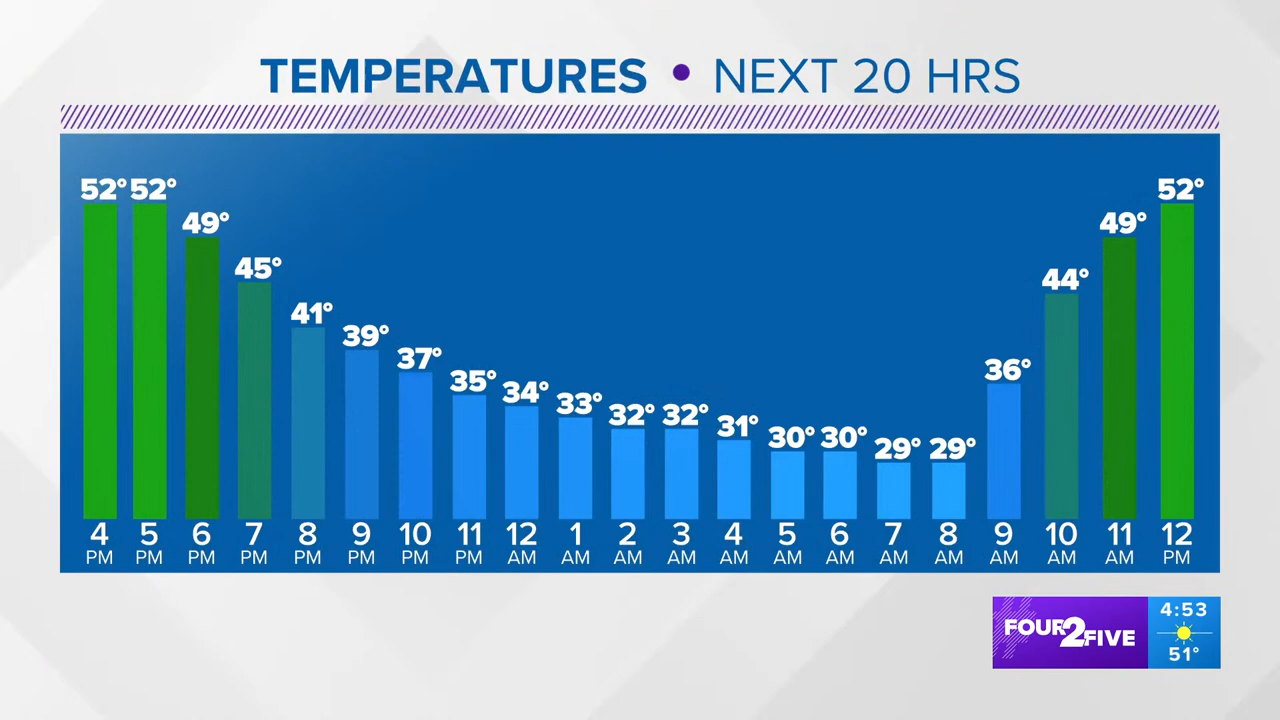 TEMPERATURES • NEXT 20 HRS
52° 52° 49° 45° 41° 39° 37° 35° 34° 33° 32° 32° 31° 30° 30° 29° 29° 36° 44° 49° 52°
4 5 6 7 8 9 10 11 12 1 2 3 4 5 6 7 8 9 10 11 12
PM PM PM PM PM PM PM PM AM AM AM AM AM AM AM AM AM AM AM AM PM
FOUR2FIVE
4:53
51°